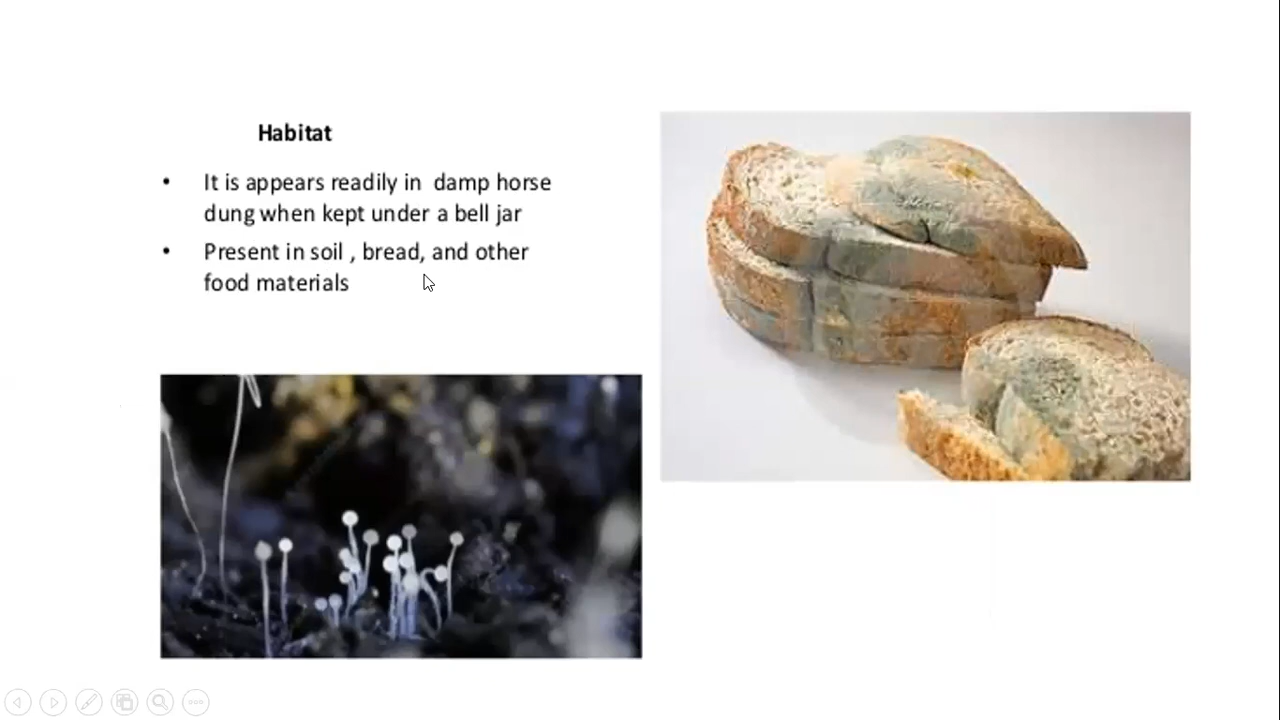 Habitat
• It is appears readily in damp horse
dung when kept under a bell jar
• Present in soil , bread, and other
food materials